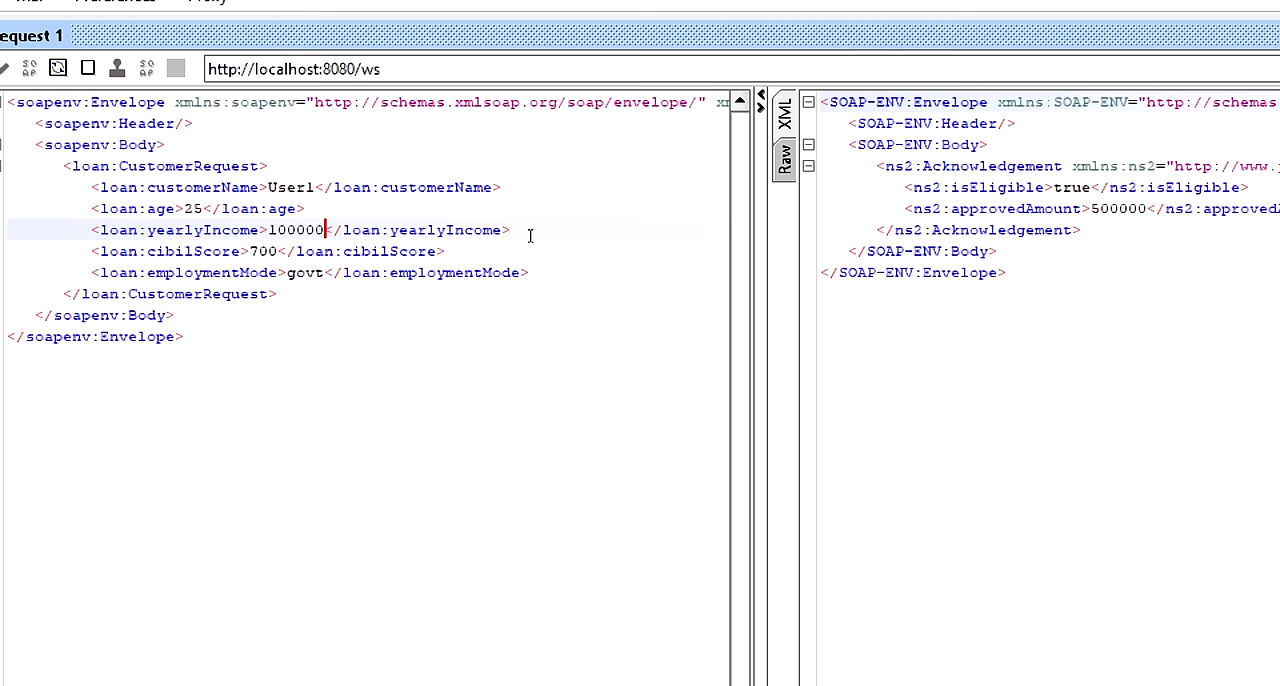 equest 1
http://localhost:8080/ws
<soapenv:Envelope xmlns:soapenv="http://schemas.xmlsoap.org/soap/envelope/"
<soapenv:Header/>
<soapenv:Body>
<loan:CustomerRequest>
<loan:customerName>User1</loan:customerName>
<loan:age>25</loan:age>
<loan:yearlyIncome>100000</loan:yearlyIncome>
<loan:cibilScore>700</loan:cibilScore>
<loan:employmentMode>govt</loan:employmentMode>
</loan:CustomerRequest>
</soapenv:Body>
</soapenv:Envelope>
XML
Raw
<SOAP-ENV:Envelope xmlns:SOAP-ENV="http://schemas
<SOAP-ENV:Header/>
<SOAP-ENV:Body>
<ns2:Acknowledgement xmlns:ns2="http://www.
<ns2:isEligible>true</ns2:isEligible>
<ns2:approvedAmount>500000</ns2:approved
</ns2:Acknowledgement>
</SOAP-ENV:Body>
</SOAP-ENV:Envelope>